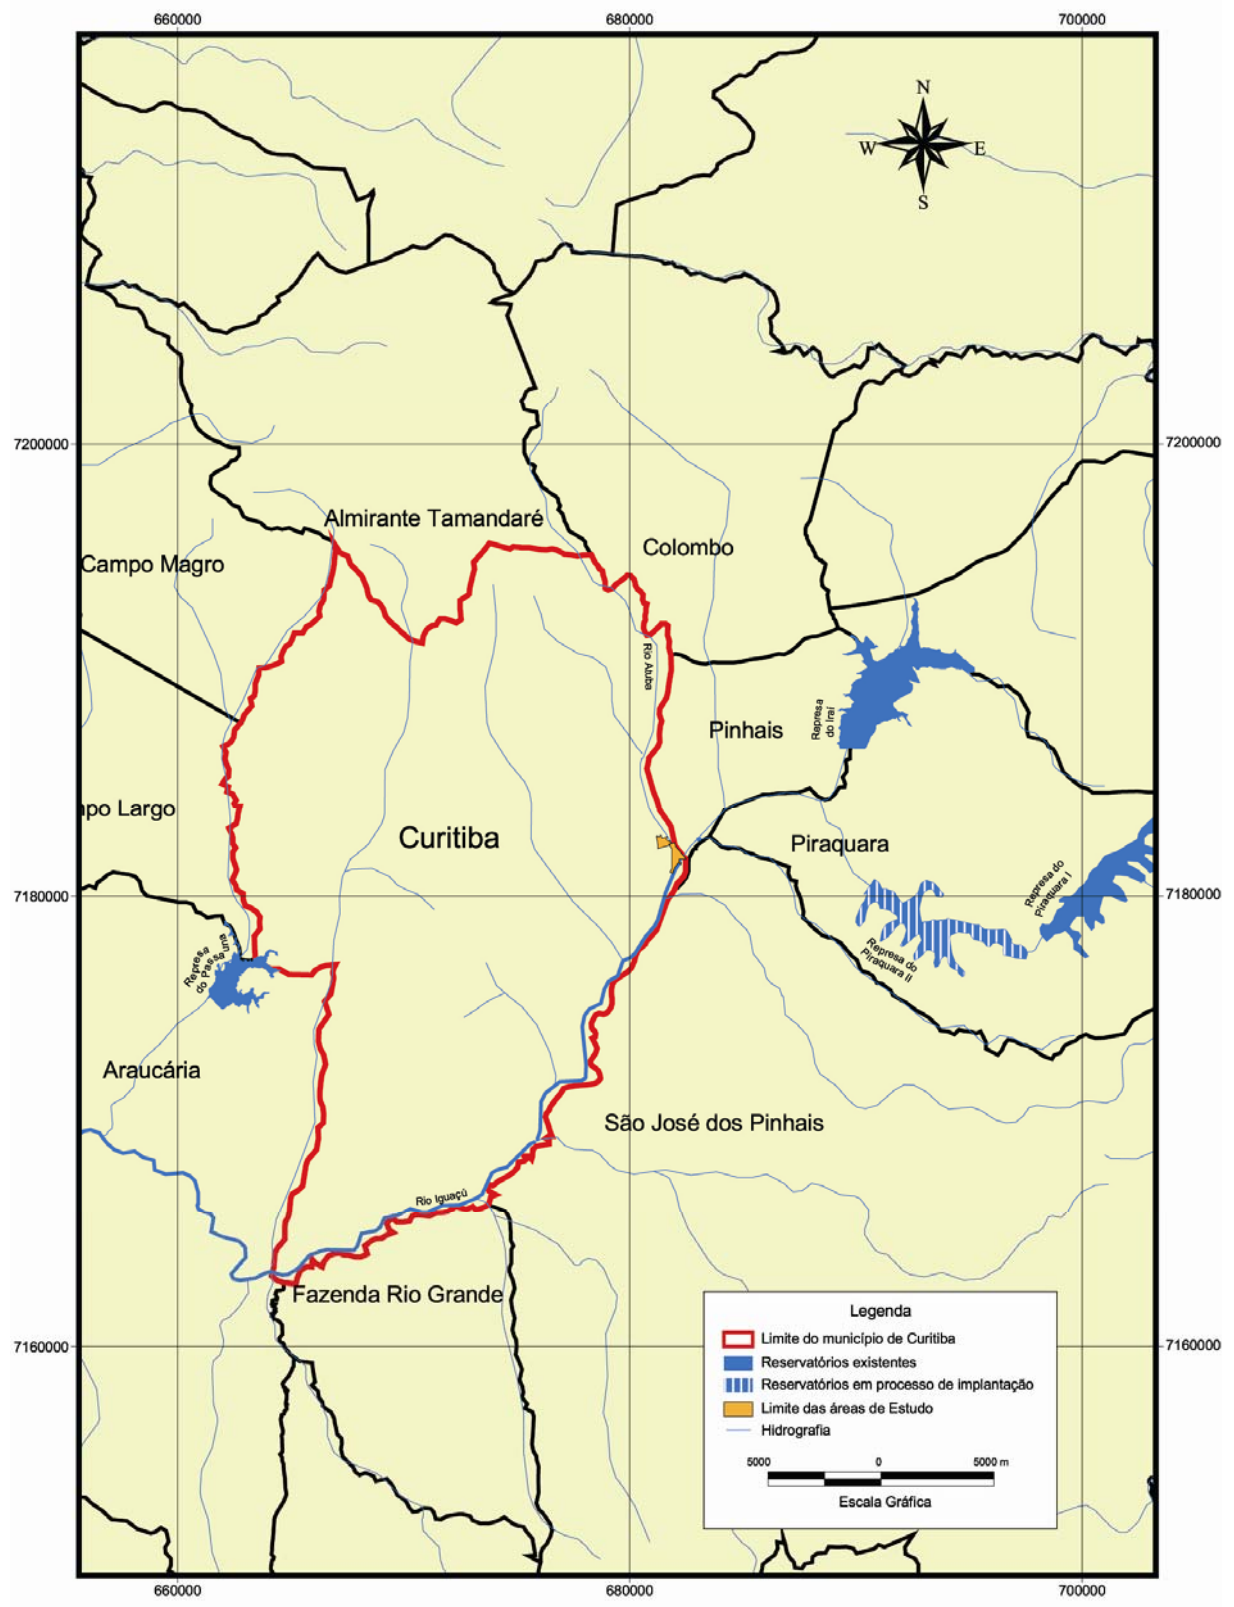 660000
680000
700000
N
W
E
S
7200000
7200000
Almirante Tamandaré
Colombo
Campo Magro
Rio Atuba
Represa
do Iraí
Pinhais
npo Largo
Curitiba
Piraquara
Represa do
Piraquara I
7180000
7180000
Represa
do Passa
una
Represa do
Piraquara II
Araucária
São José dos Pinhais
Rio Iguaçú
Fazenda Rio Grande
Legenda
Limite do município de Curitiba
Reservatórios existentes
Reservatórios em processo de implantação
Limite das áreas de Estudo
Hidrografia
5000
0
5000 m
Escala Gráfica
7160000
7160000
660000
680000
700000